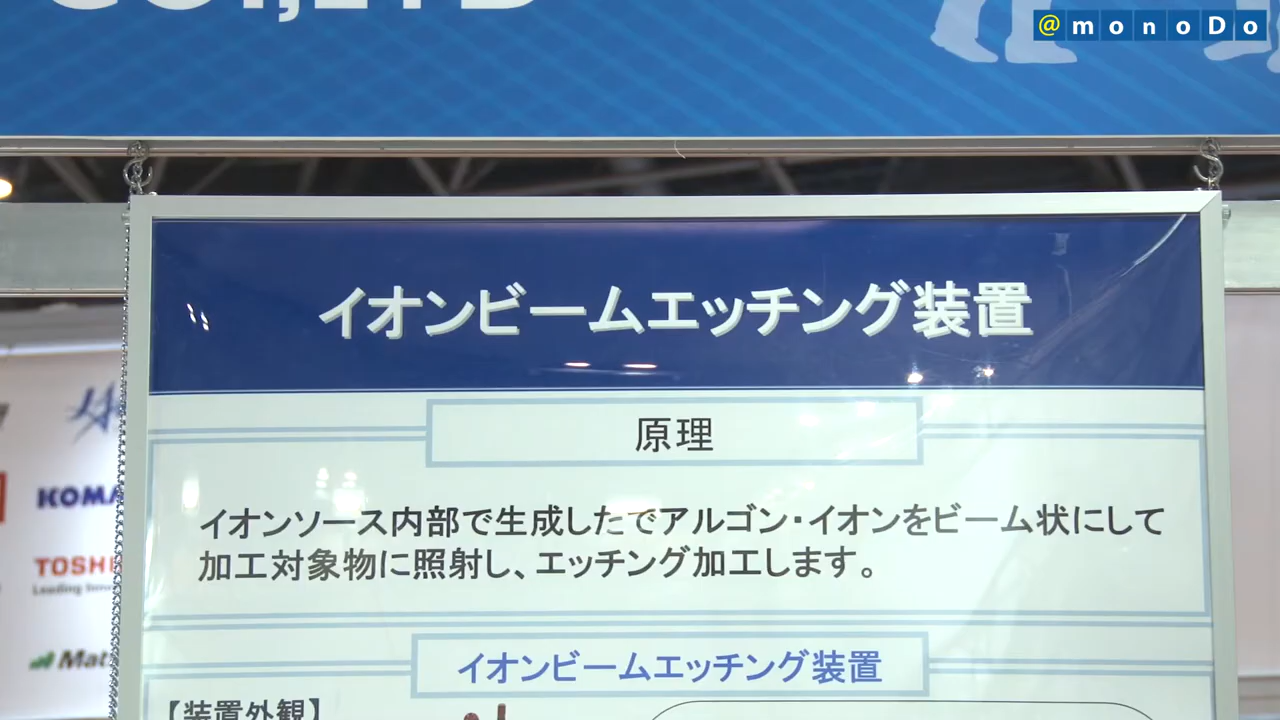 @monoDo
イオンビームエッチング装置
原理
イオンソース内部で生成したでアルゴン・イオンをビーム状にして
加工対象物に照射し、エッチング加工します。
イオンビームエッチング装置
【装置外観】